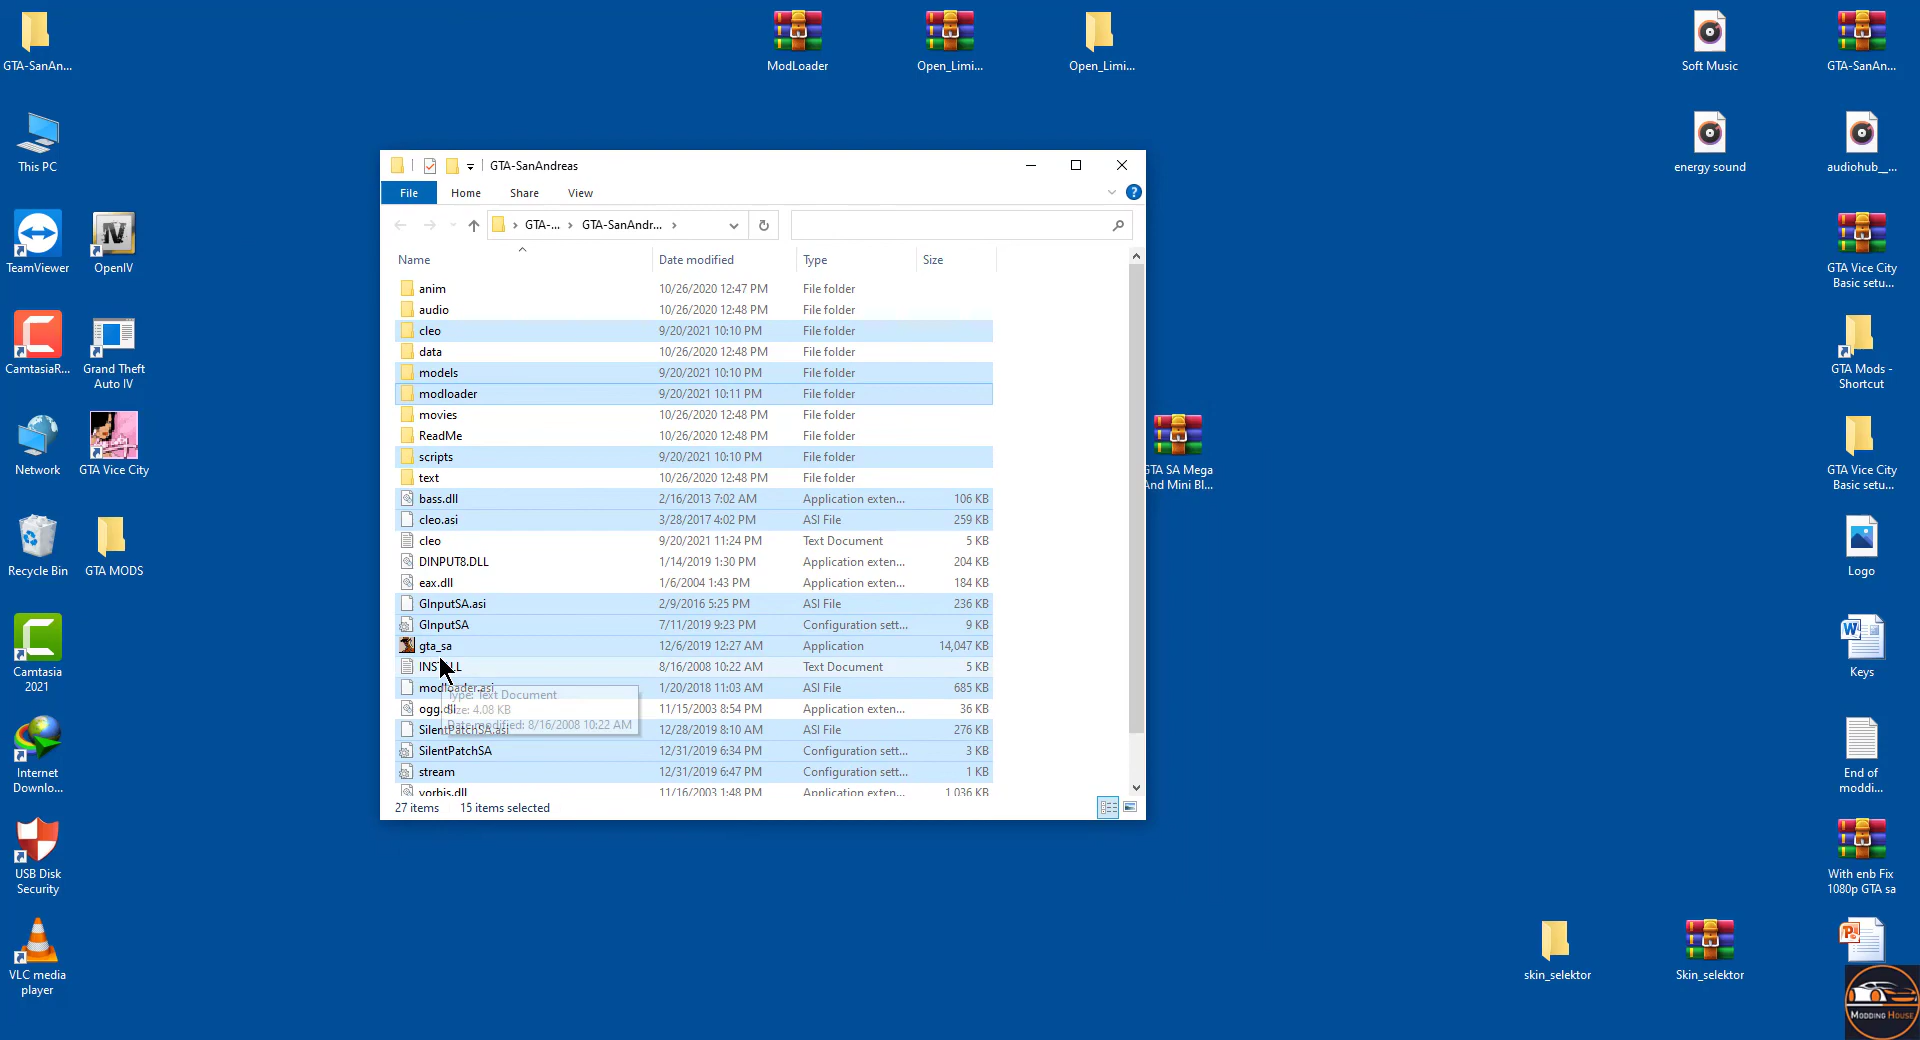 GTA-SanAn...
ModLoader
Open_Limi...
Open_Limi...
Soft Music
GTA-SanAn...
This PC
energy sound
audiohub__...
TeamViewer
OpenIV
GTA Vice City
Basic setu...
CamtasiaR...
Grand Theft
Auto IV
GTA Mods -
Shortcut
Network
GTA Vice City
GTA SA Mega
And Mini Bl...
GTA Vice City
Basic setu...
Recycle Bin
GTA MODS
Logo
Camtasia
2021
Keys
Internet
Downlo...
End of
moddi...
USB Disk
Security
With enb Fix
1080p GTA sa
VLC media
player
skin_selektor
Skin_selektor
MODDING HOUSE
GTA-SanAndreas
File Home Share View
GTA-... › GTA-SanAndr... ›
Name Date modified Type Size
anim 10/26/2020 12:47 PM File folder
audio 10/26/2020 12:48 PM File folder
cleo 9/20/2021 10:10 PM File folder
data 10/26/2020 12:48 PM File folder
models 9/20/2021 10:10 PM File folder
modloader 9/20/2021 10:11 PM File folder
movies 10/26/2020 12:48 PM File folder
ReadMe 10/26/2020 12:48 PM File folder
scripts 9/20/2021 10:10 PM File folder
text 10/26/2020 12:48 PM File folder
bass.dll 2/16/2013 7:02 AM Application exten... 106 KB
cleo.asi 3/28/2017 4:02 PM ASI File 259 KB
cleo 9/20/2021 11:24 PM Text Document 5 KB
DINPUT8.DLL 1/14/2019 1:30 PM Application exten... 204 KB
eax.dll 1/6/2004 1:43 PM Application exten... 184 KB
GInputSA.asi 2/9/2016 5:25 PM ASI File 236 KB
GInputSA 7/11/2019 9:23 PM Configuration sett... 9 KB
gta_sa 12/6/2019 12:27 AM Application 14,047 KB
INSTALL 8/16/2008 10:22 AM Text Document 5 KB
modloader.asi 1/20/2018 11:03 AM ASI File 685 KB
ogg.dll 11/15/2003 8:54 PM Application exten... 36 KB
SilentPatchSA.asi 12/28/2019 8:10 AM ASI File 276 KB
SilentPatchSA 12/31/2019 6:34 PM Configuration sett... 3 KB
stream 12/31/2019 6:47 PM Configuration sett... 1 KB
vorbis.dll 11/16/2003 1:48 PM Application exten... 1,036 KB
Type: Text Document
Size: 4.08 KB
Date modified: 8/16/2008 10:22 AM
27 items 15 items selected